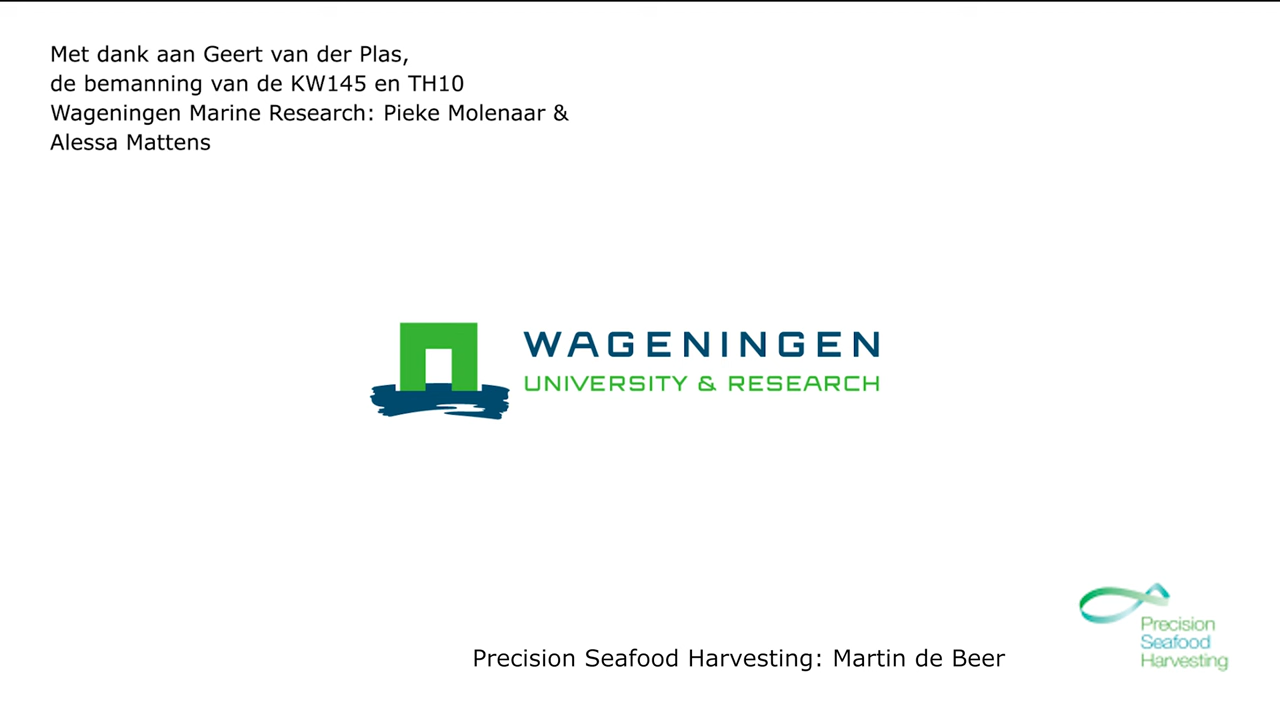 Met dank aan Geert van der Plas,
de bemanning van de KW145 en TH10
Wageningen Marine Research: Pieke Molenaar &
Alessa Mattens
WAGENINGEN
UNIVERSITY & RESEARCH
Precision
Seafood
Harvesting
Precision Seafood Harvesting: Martin de Beer